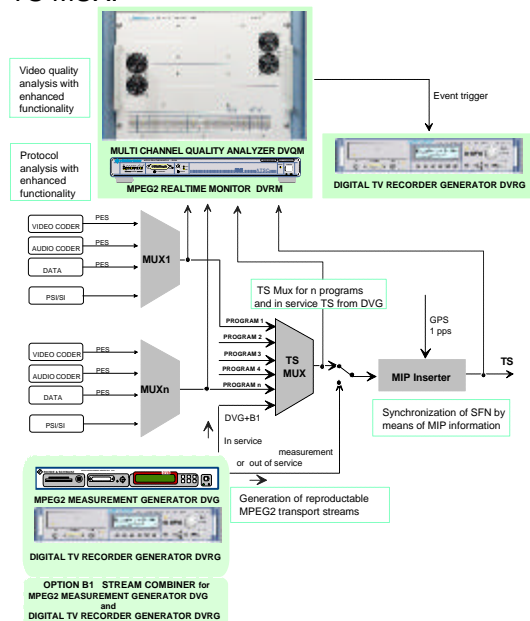 Video quality
analysis with
enhanced
functionality
Event trigger
MULTI CHANNEL QUALITY ANALYZER DVQM
Protocol
analysis with
enhanced
functionality
MPEG2 REALTIME MONITOR DVRM
DIGITAL TV RECORDER GENERATOR DVRG
VIDEO CODER
PES
AUDIO CODER
PES
DATA
PES
PSI/SI
MUX1
TS Mux for n programs
and in service TS from DVG
PROGRAM 1
PROGRAM 2
PROGRAM 3
PROGRAM 4
PROGRAM n
TS
MUX
GPS
1 pps
TS
MIP Inserter
VIDEO CODER
PES
AUDIO CODER
PES
DATA
PES
PSI/SI
MUXn
DVG+B1
In service
Synchronization of SFN by
means of MIP information
measurement
or out of service
MPEG2 MEASUREMENT GENERATOR DVG
Generation of reproductable
MPEG2 transport streams
DIGITAL TV RECORDER GENERATOR DVRG
OPTION B1 STREAM COMBINER for
MPEG2 MEASUREMENT GENERATOR DVG
and
DIGITAL TV RECORDER GENERATOR DVRG